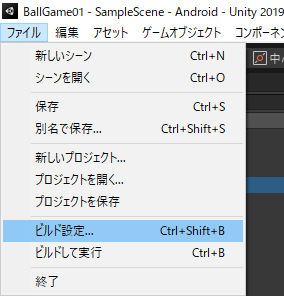 BallGame01 - SampleScene - Android - Unity 2019
ファイル 編集 アセット ゲームオブジェクト コンポーネン
新しいシーン Ctrl+N
シーンを開く Ctrl+O
中
保存 Ctrl+S
別名で保存... Ctrl+Shift+S
新しいプロジェクト...
プロジェクトを開く...
プロジェクトを保存
ビルド設定... Ctrl+Shift+B
ビルドして実行 Ctrl+B
終了